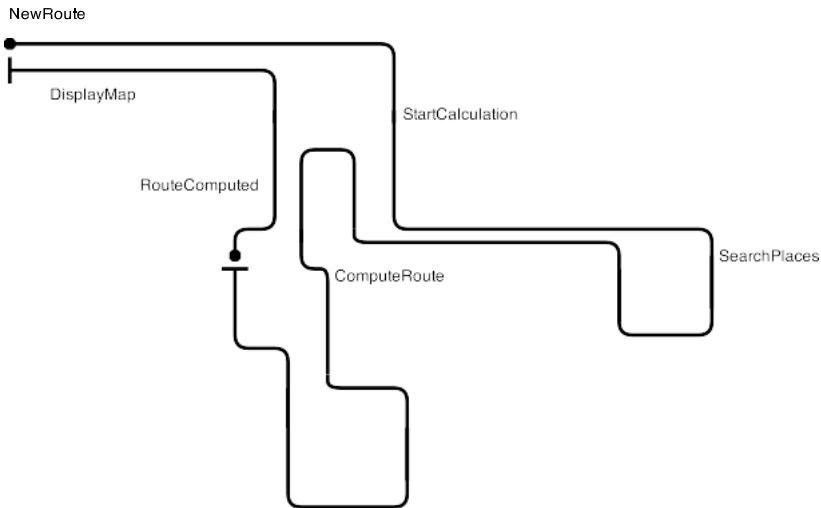 NewRoute
DisplayMap
StartCalculation
RouteComputed
SearchPlaces
ComputeRoute